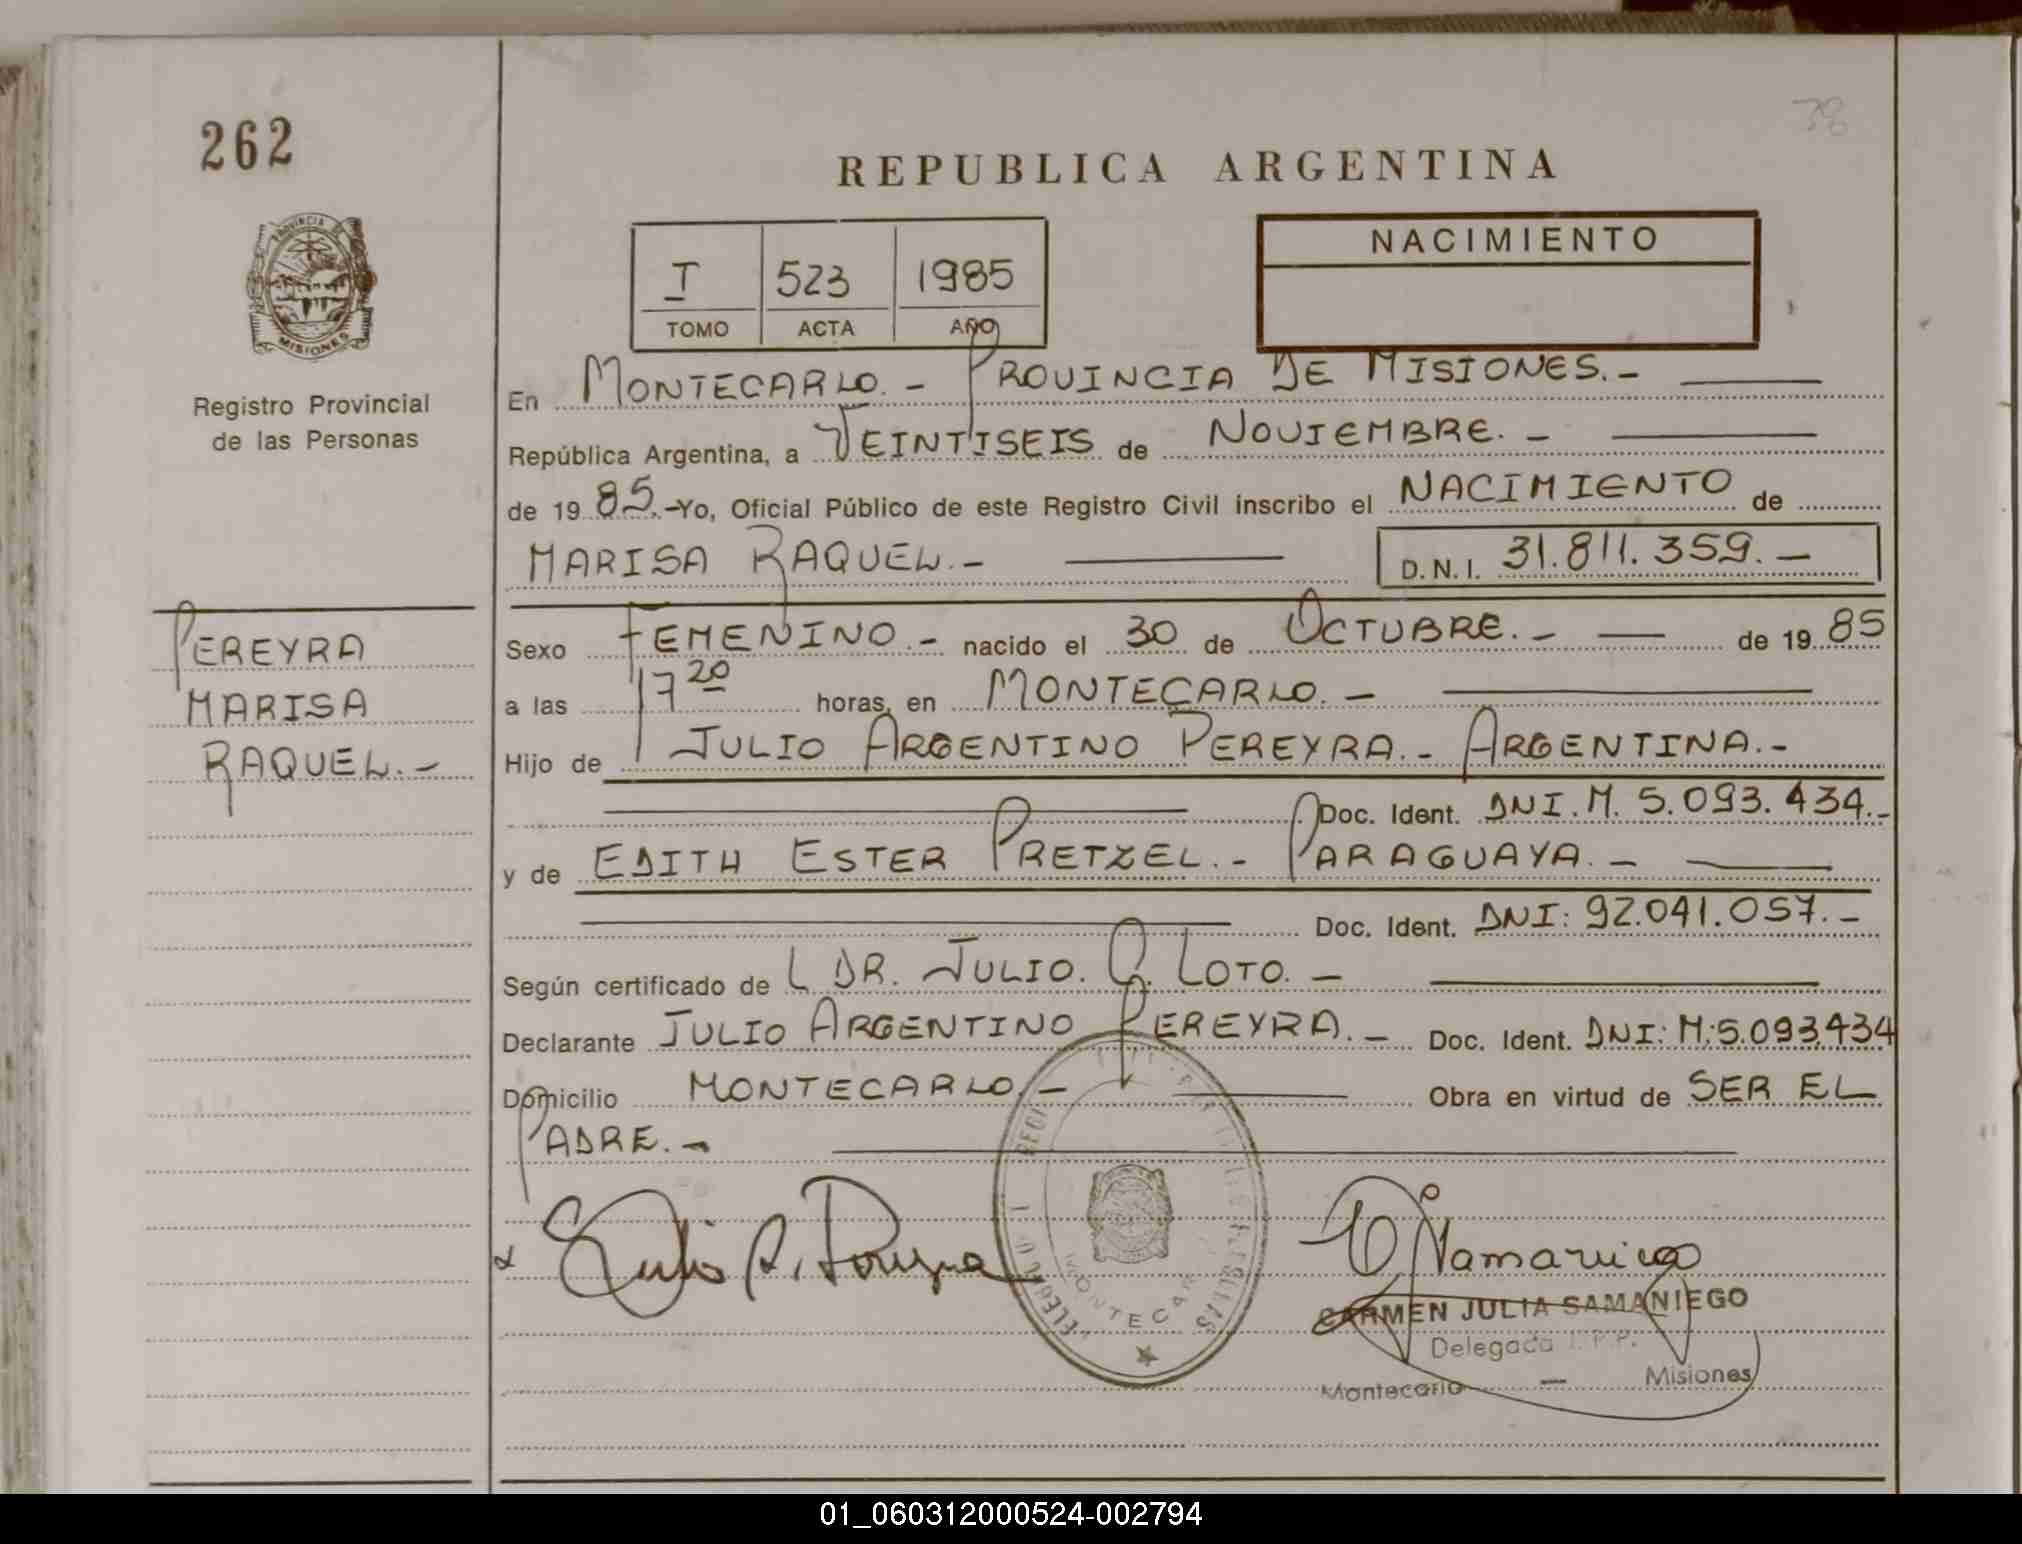 262
38
REPUBLICA ARGENTINA
PROVINCIA DE
MISIONES
Registro Provincial
de las Personas
I 523 1985
TOMO ACTA AÑO
NACIMIENTO
En MONTECARLO.- PROVINCIA DE MISIONES.-
República Argentina, a VEINTISEIS de NOVIEMBRE.-
de 1985.-Yo, Oficial Público de este Registro Civil inscribo el NACIMIENTO de
MARISA RAQUEL.- D.N.I. 31.811.359.-
PEREYRA
MARISA
RAQUEL.-
Sexo FEMENINO.- nacido el 30 de OCTUBRE.- de 1985
a las 17 20 horas, en MONTECARLO.-
Hijo de JULIO ARGENTINO PEREYRA.- ARGENTINA.-
Doc. Ident. DNI.M. 5.093.434.-
y de EDITH ESTER PRETZEL.- PARAGUAYA.-
Doc. Ident. DNI: 92.041.057.-
Según certificado de DR. JULIO. LOTO.-
Declarante JULIO ARGENTINO PEREYRA.- Doc. Ident. DNI: M:5.093434
Domicilio MONTECARLO.- Obra en virtud de SER EL
PADRE.-
MONTECAR
CARMEN JULIA SAMANIEGO
Delegada
Montecarlo — Misiones
01_060312000524-002794